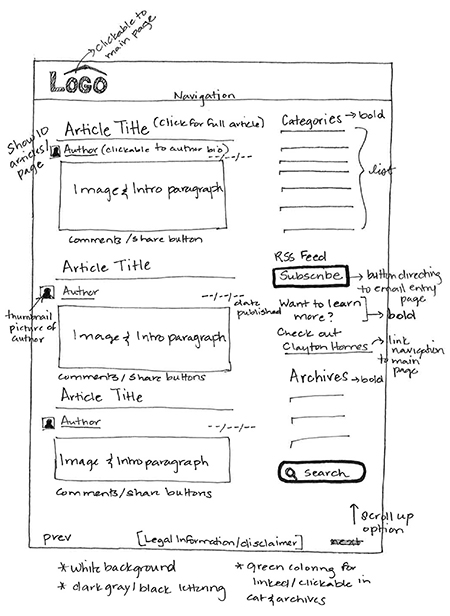 Clickable to
main page
LOGO
Navigation
Show 10
articles/
page
Article Title (Click for full article)
Author (clickable to author bio)
--/--/--
Image & Intro paragraph
comments/share button
Article Title
Author
--/--/-- date
published
thumbnail
picture of
author
Image & Intro paragraph
comments/share buttons
Article Title
Author
--/--/--
Image & Intro paragraph
comments/share buttons
Categories → bold
list
RSS Feed
Subscribe → button directing
to email entry
page
Want to learn
more?
→ bold
Check out
Clayton Homes → link
navigation
to main
page
Archives → bold
Search
↑ scroll up
option
prev
[Legal Information/disclaimer]
next
* white background
* dark gray/black lettering
* green coloring for
linked/clickable in
cat & archives